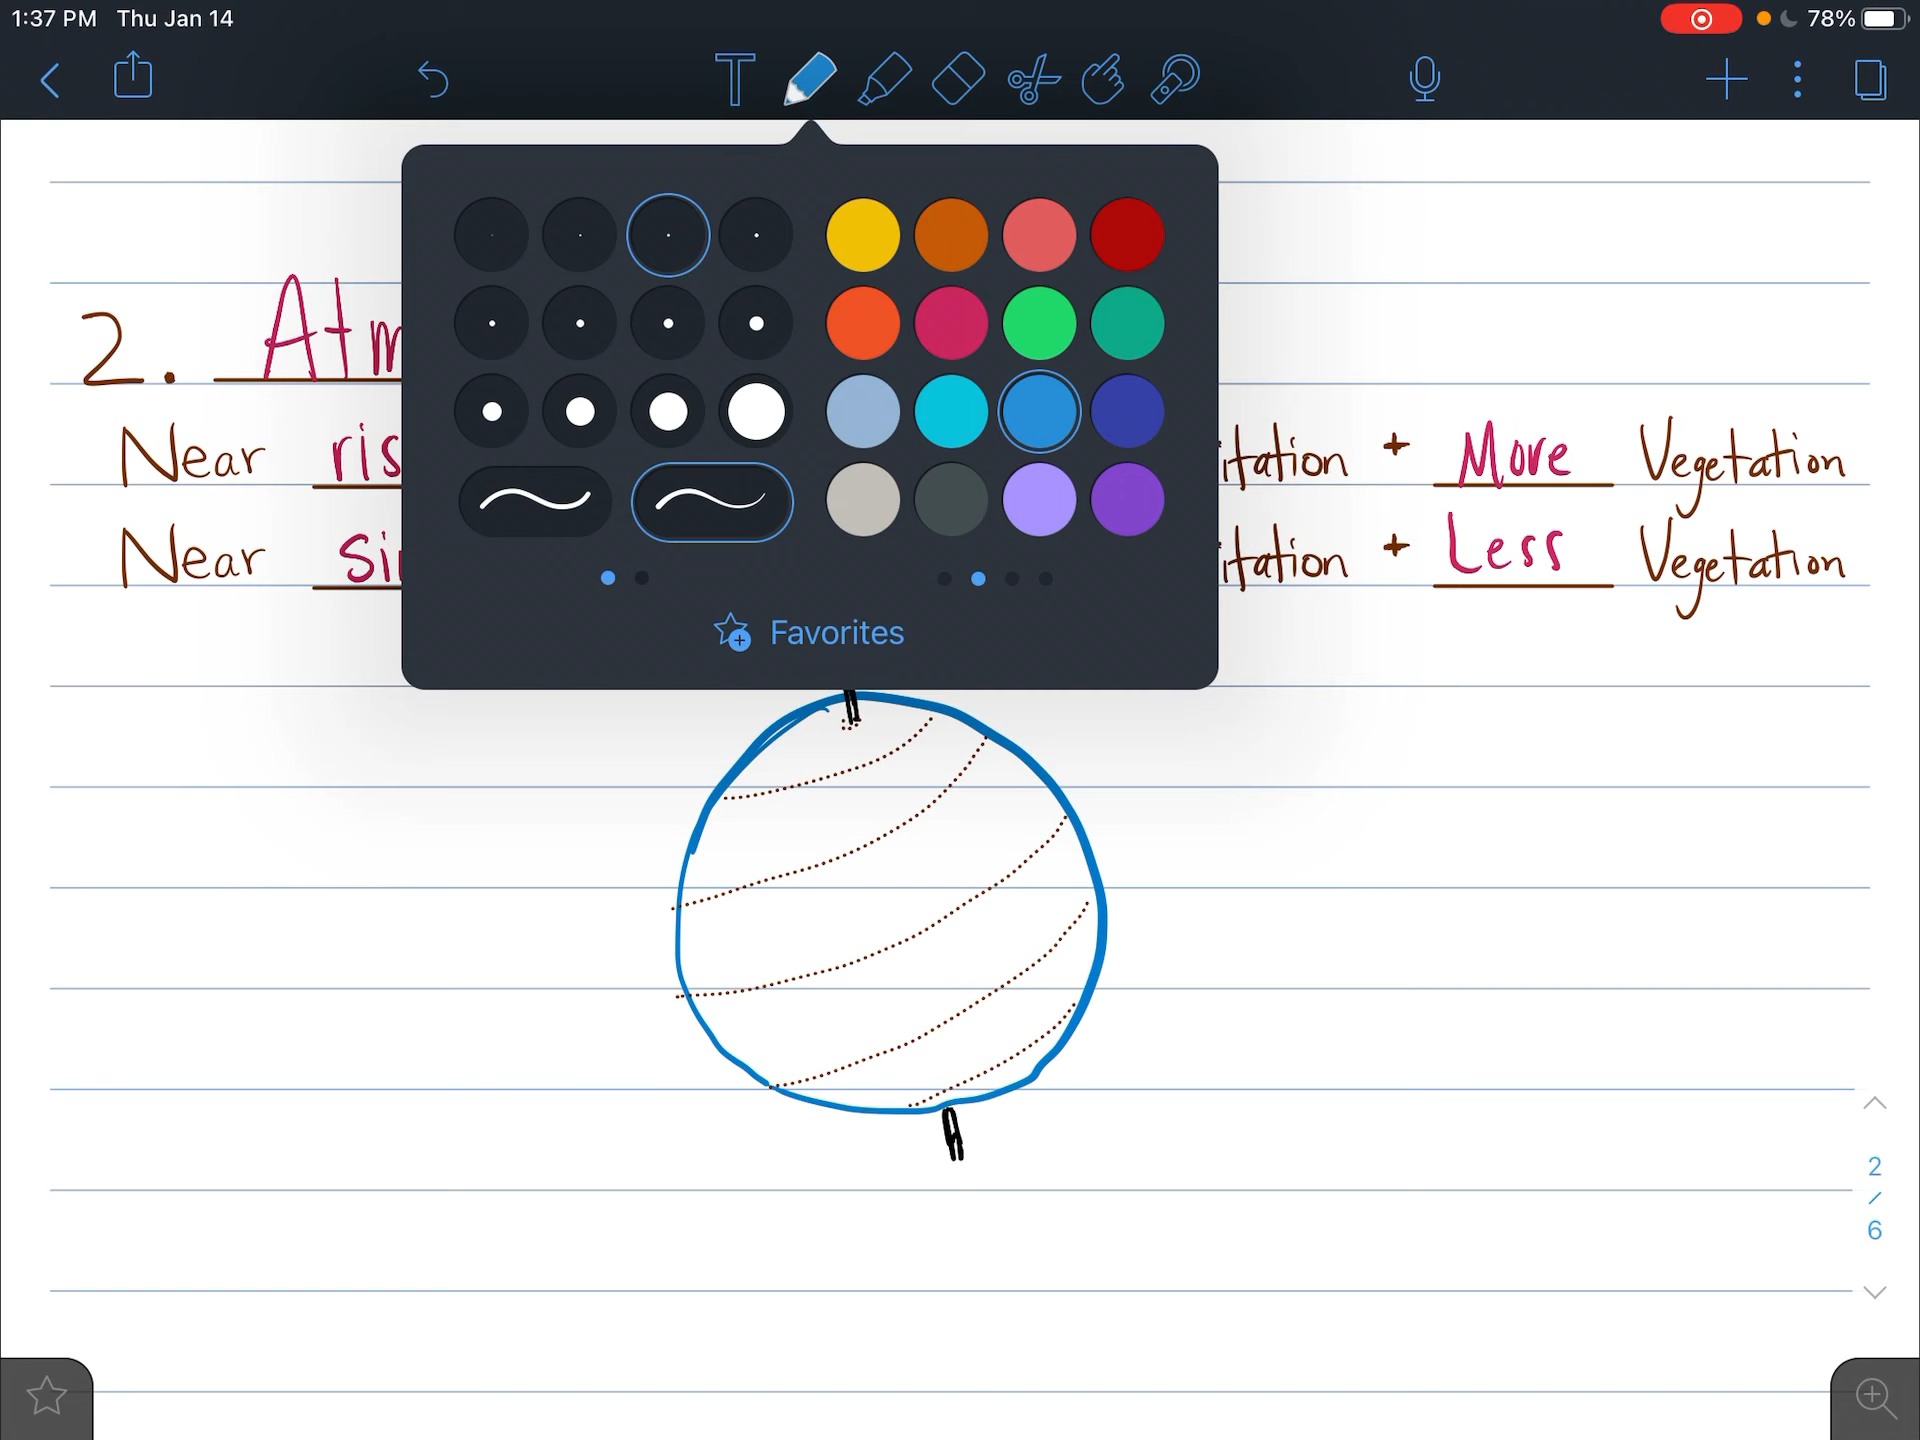 1:37 PM Thu Jan 14 78%
2. Atm
Near ris itation + More Vegetation
Near Si itation + Less Vegetation
Favorites
2
/
6